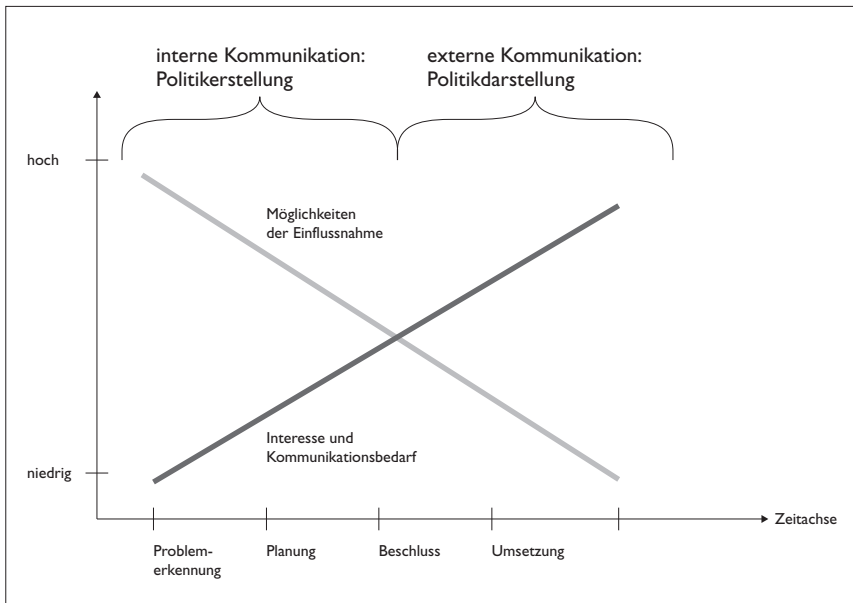 interne Kommunikation:
Politikerstellung
externe Kommunikation:
Politikdarstellung
hoch
Möglichkeiten
der Einflussnahme
Interesse und
Kommunikationsbedarf
niedrig
Zeitachse
Problem-
erkennung
Planung
Beschluss
Umsetzung